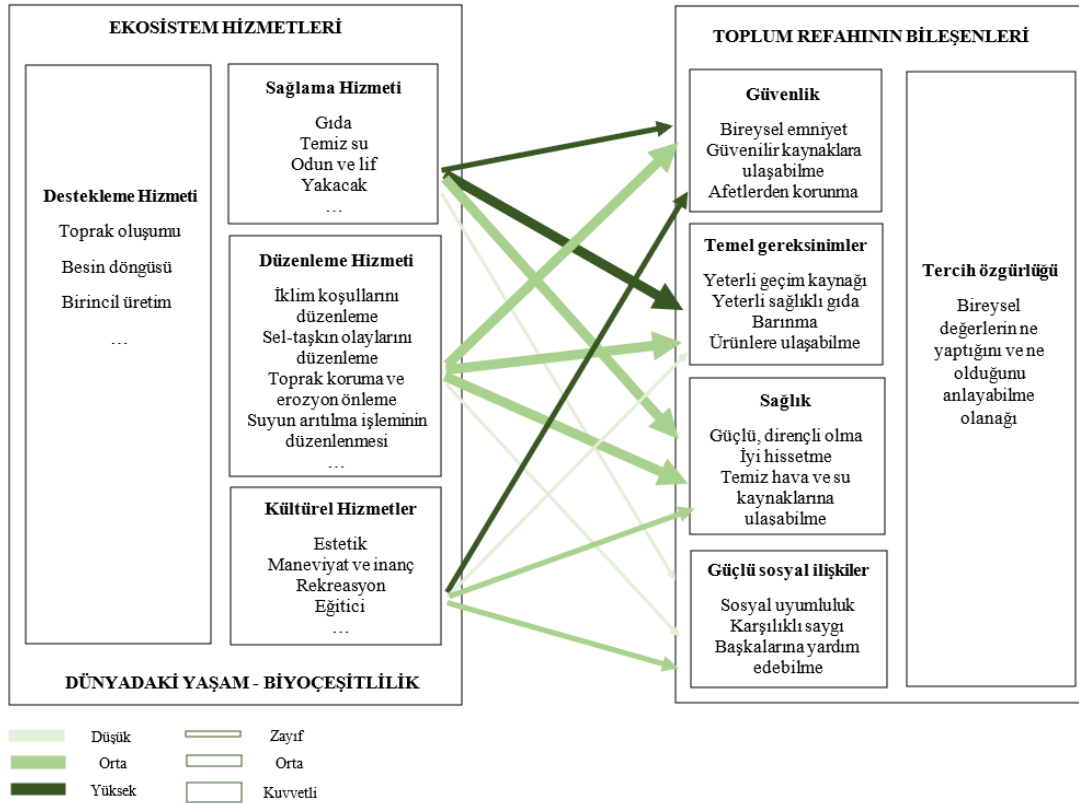 EKOSİSTEM HİZMETLERİ
Destekleme Hizmeti
Toprak oluşumu
Besin döngüsü
Birincil üretim
…
Sağlama Hizmeti
Gıda
Temiz su
Odun ve lif
Yakacak
…
Düzenleme Hizmeti
İklim koşullarını
düzenleme
Sel-taşkın olaylarını
düzenleme
Toprak koruma ve
erozyon önleme
Suyun arıtılma işleminin
düzenlenmesi
…
Kültürel Hizmetler
Estetik
Maneviyat ve inanç
Rekreasyon
Eğitici
…
DÜNYADAKİ YAŞAM - BİYOÇEŞİTLİLİK
TOPLUM REFAHININ BİLEŞENLERİ
Güvenlik
Bireysel emniyet
Güvenilir kaynaklara
ulaşabilme
Afetlerden korunma
Temel gereksinimler
Yeterli geçim kaynağı
Yeterli sağlıklı gıda
Barınma
Ürünlere ulaşabilme
Sağlık
Güçlü, dirençli olma
İyi hissetme
Temiz hava ve su
kaynaklarına
ulaşabilme
Güçlü sosyal ilişkiler
Sosyal uyumluluk
Karşılıklı saygı
Başkalarına yardım
edebilme
Tercih özgürlüğü
Bireysel
değerlerin ne
yaptığını ve ne
olduğunu
anlayabilme
olanağı
Düşük
Orta
Yüksek
Zayıf
Orta
Kuvvetli